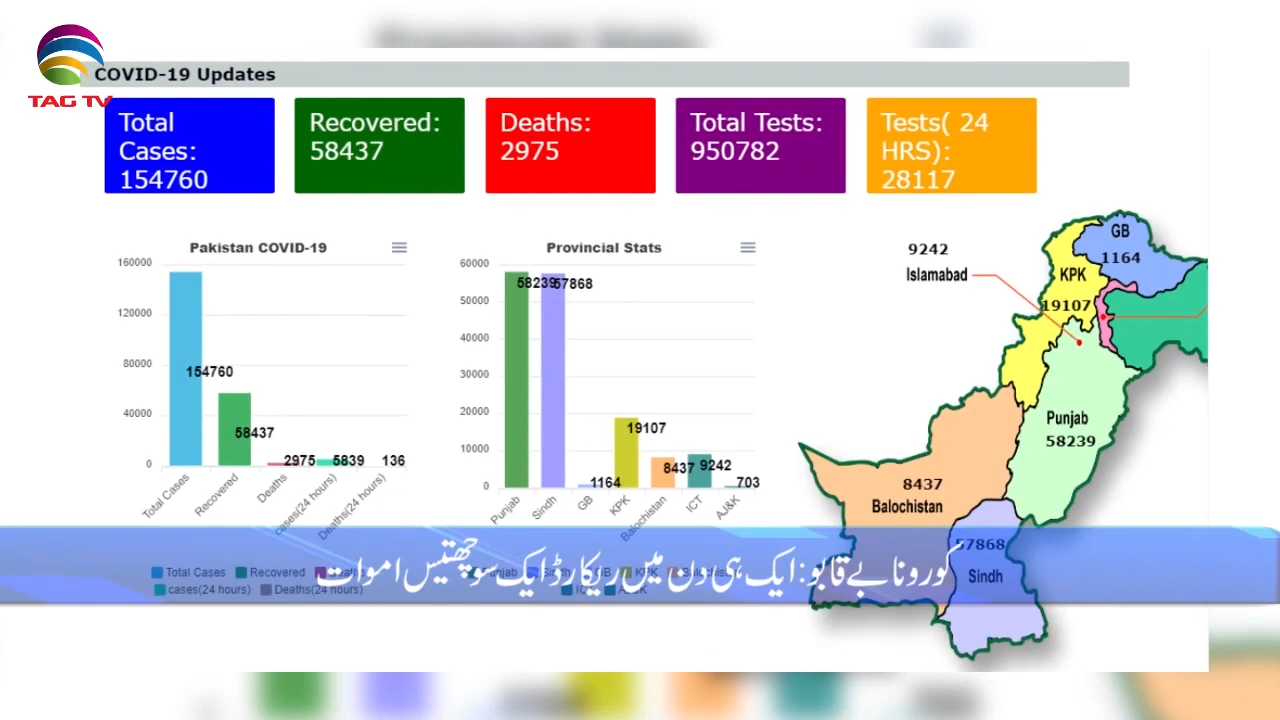 TAG TV
COVID-19 Updates
Total
Cases:
154760
Recovered:
58437
Deaths:
2975
Total Tests:
950782
Tests( 24
HRS):
28117
Pakistan COVID-19
160000
120000
80000
40000
0
154760
58437
2975
5839
136
Total Cases
Recovered
Deaths
cases(24 hours)
Deaths(24 hours)
Total Cases
Recovered
Deaths
cases(24 hours)
Deaths(24 hours)
Provincial Stats
60000
50000
40000
30000
20000
10000
0
58239
57868
1164
19107
8437
9242
703
Punjab
Sindh
GB
KPK
Balochistan
ICT
AJ&K
Punjab
Sindh
GB
KPK
9242
Islamabad
GB
1164
KPK
19107
Punjab
58239
8437
Balochistan
57868
Sindh
کورونا بے قابو: ایک ہی دن میں ریکارڈ ایک سو چھتیس اموات